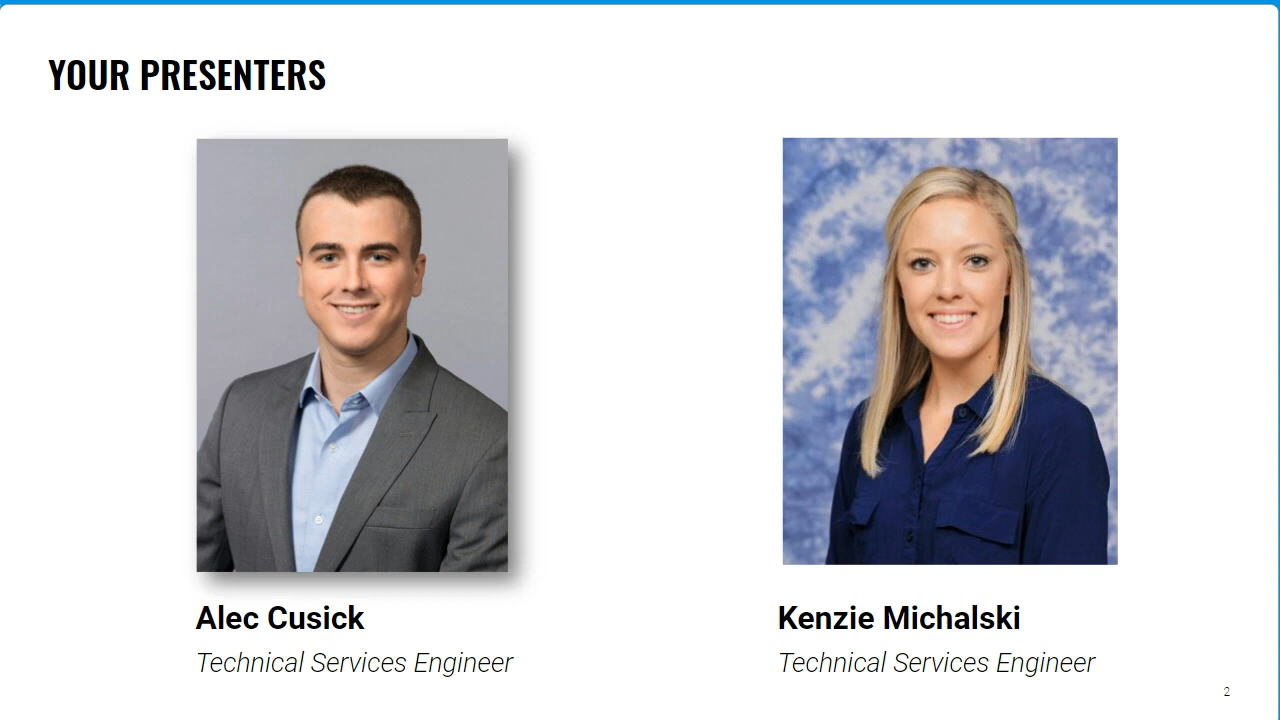 YOUR PRESENTERS
Alec Cusick
Technical Services Engineer
Kenzie Michalski
Technical Services Engineer
2